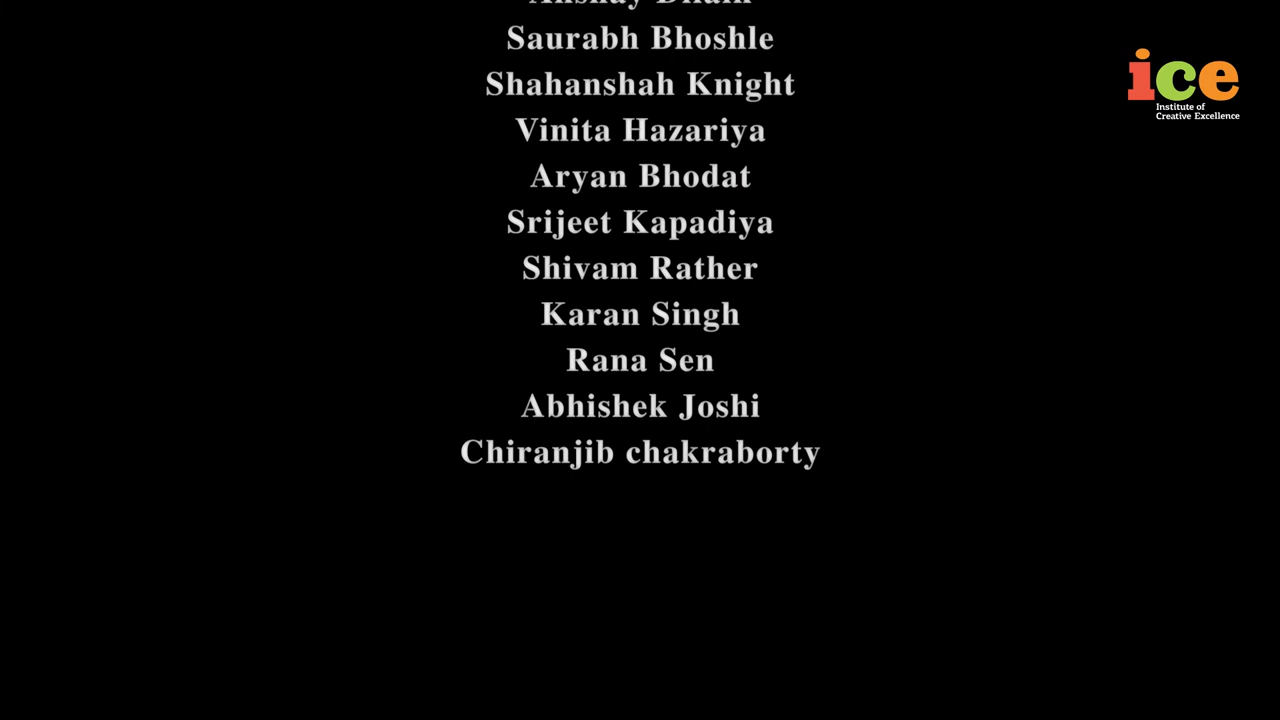 Saurabh Bhoshle
Shahanshah Knight
Vinita Hazariya
Aryan Bhodat
Srijeet Kapadiya
Shivam Rather
Karan Singh
Rana Sen
Abhishek Joshi
Chiranjib chakraborty
ice
Institute of
Creative Excellence